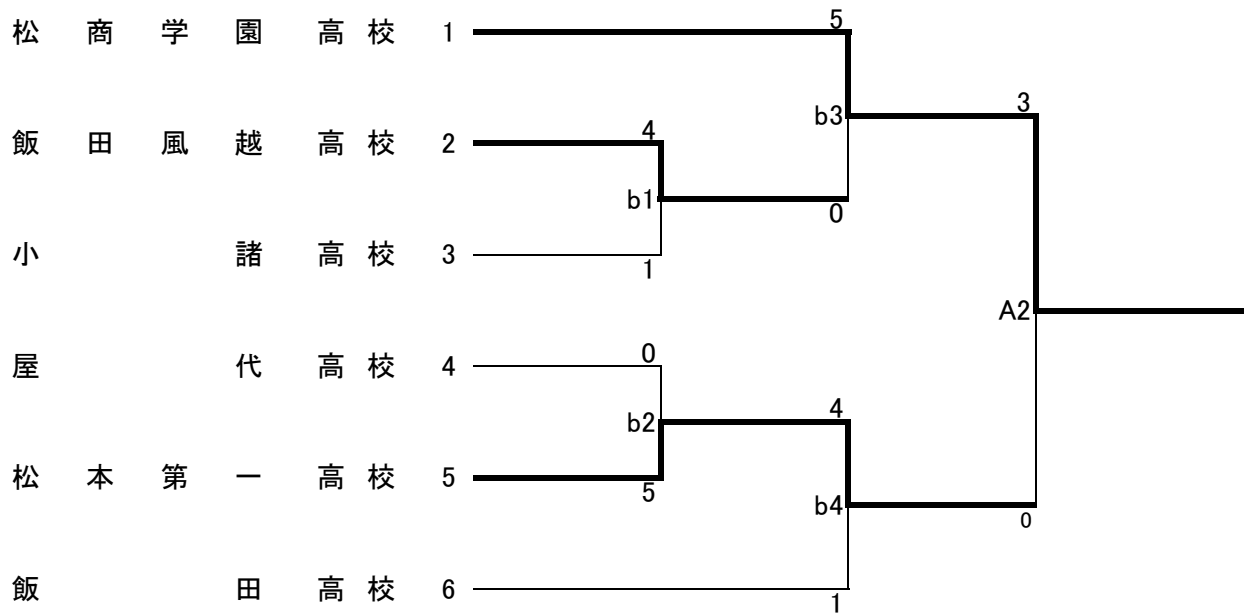 松商学園高校 1
5
b3
3
飯田風越高校 2
4
b1
0
小諸高校 3
1
A2
屋代高校 4
0
b2
4
松本第一高校 5
5
b4
0
飯田高校 6
1